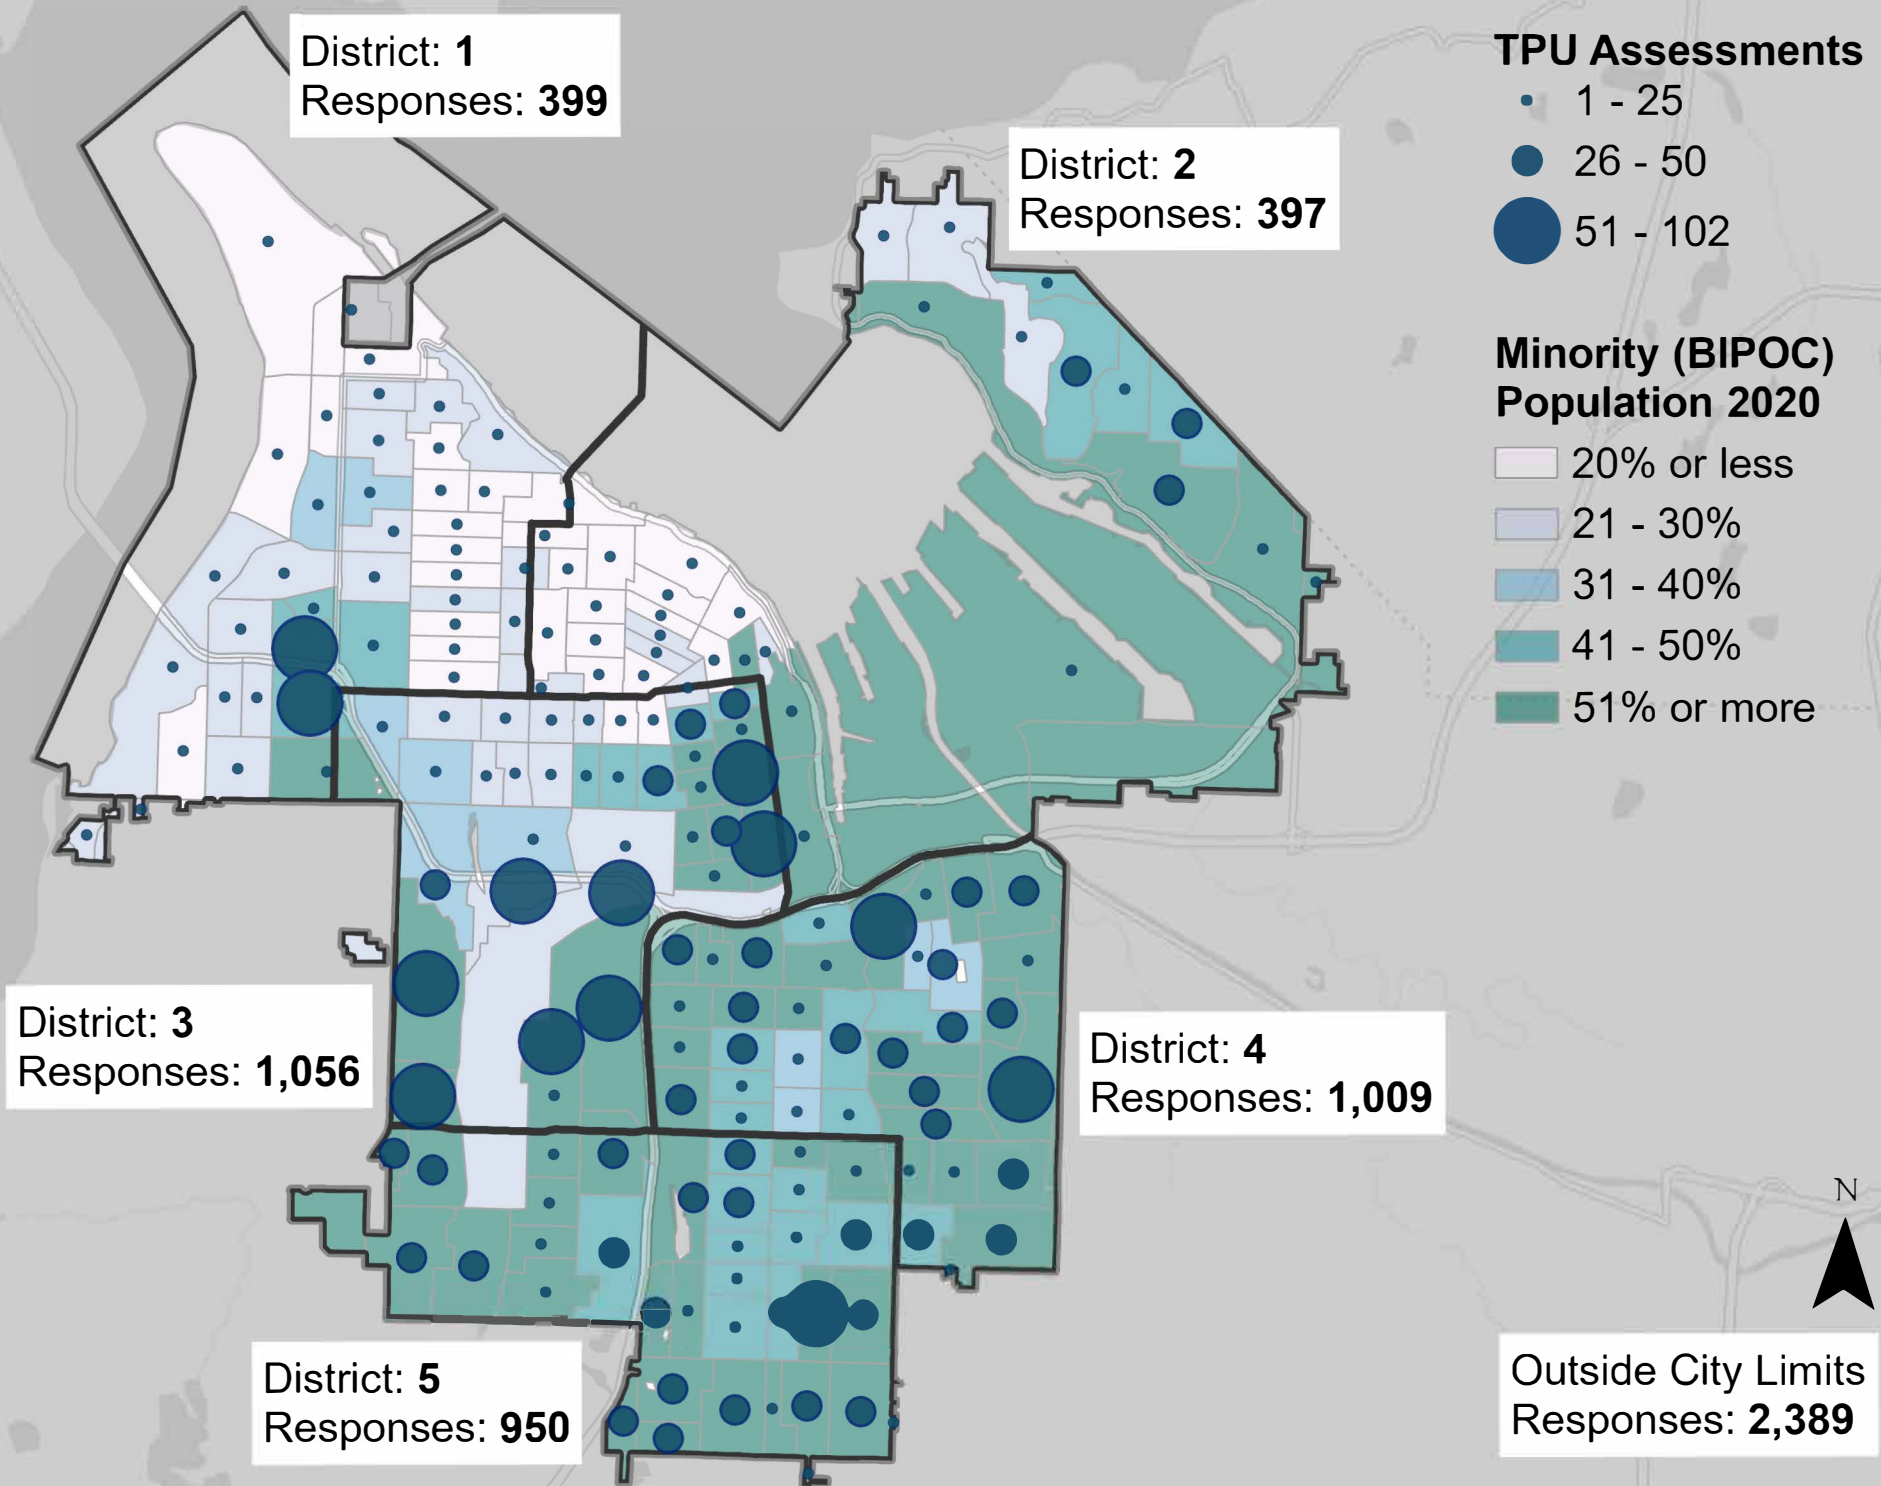 District: 1
Responses: 399
District: 2
Responses: 397
TPU Assessments
1 - 25
26 - 50
51 - 102
Minority (BIPOC)
Population 2020
20% or less
21 - 30%
31 - 40%
41 - 50%
51% or more
District: 3
Responses: 1,056
District: 4
Responses: 1,009
District: 5
Responses: 950
N
Outside City Limits
Responses: 2,389